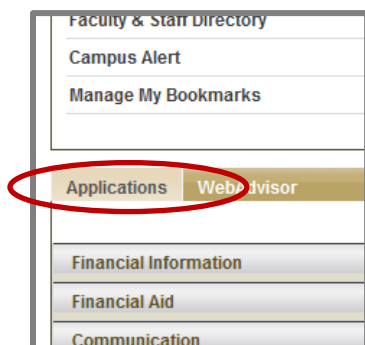 Faculty & Staff Directory
Campus Alert
Manage My Bookmarks
Applications WebAdvisor
Financial Information
Financial Aid
Communication